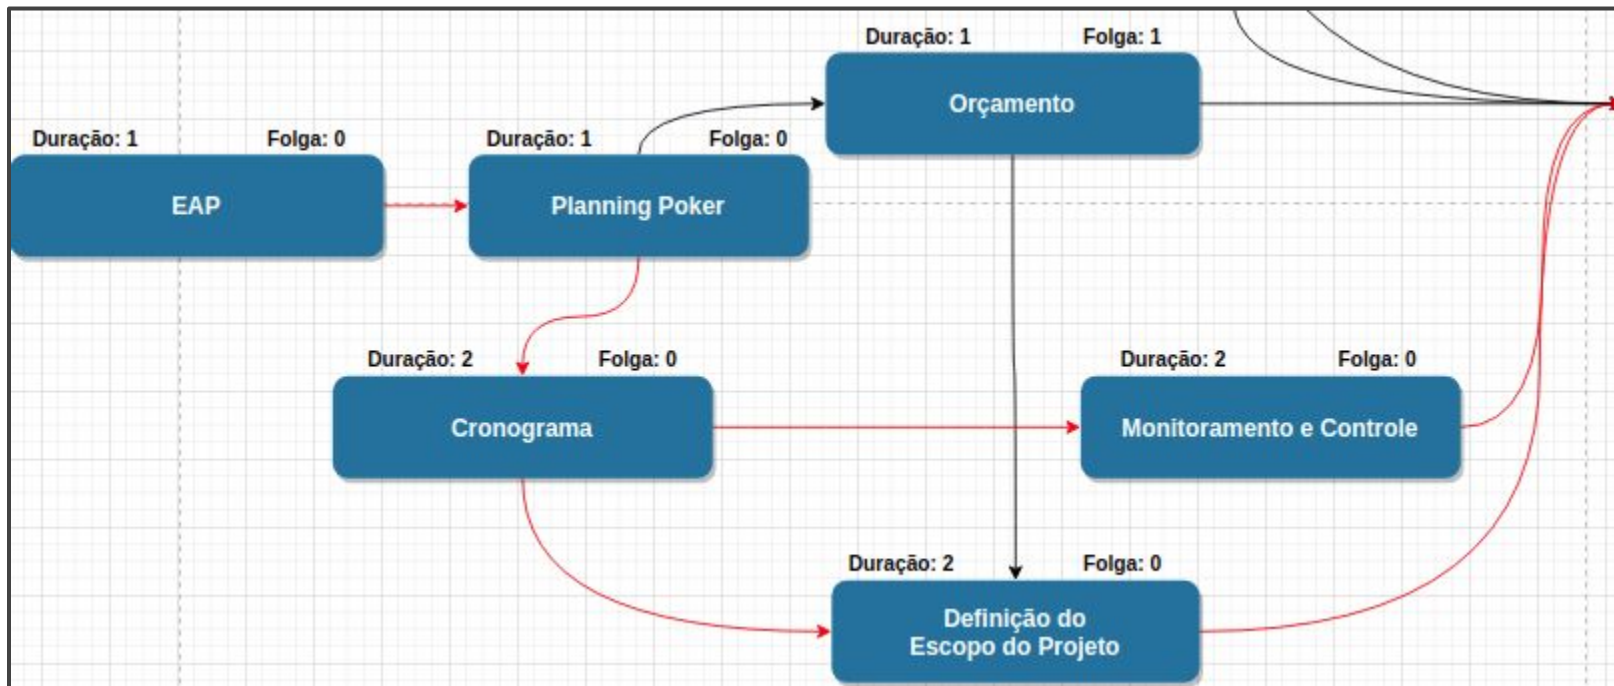 Duração: 1 Folga: 1
Orçamento
Duração: 1 Folga: 0
EAP
Duração: 1 Folga: 0
Planning Poker
Duração: 2 Folga: 0
Cronograma
Duração: 2 Folga: 0
Monitoramento e Controle
Duração: 2 Folga: 0
Definição do
Escopo do Projeto